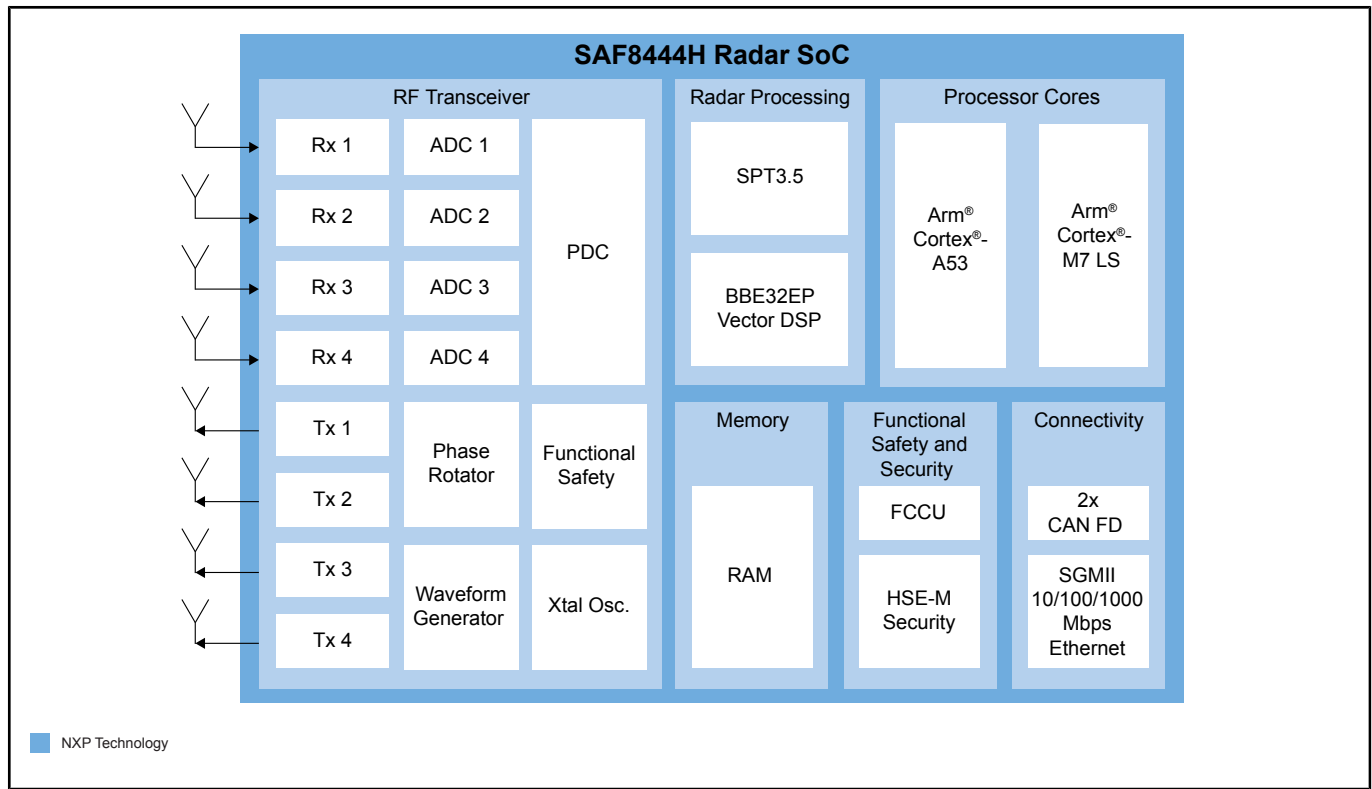 SAF8444H Radar SoC
RF Transceiver
Rx 1
ADC 1
PDC
Rx 2
ADC 2
Rx 3
ADC 3
Rx 4
ADC 4
Tx 1
Phase
Rotator
Functional
Safety
Tx 2
Tx 3
Waveform
Generator
Xtal Osc.
Tx 4
Radar Processing
SPT3.5
BBE32EP
Vector DSP
Processor Cores
Arm®
Cortex®-
A53
Arm®
Cortex®-
M7 LS
Memory
RAM
Functional
Safety and
Security
FCCU
HSE-M
Security
Connectivity
2x
CAN FD
SGMII
10/100/1000
Mbps
Ethernet
NXP Technology